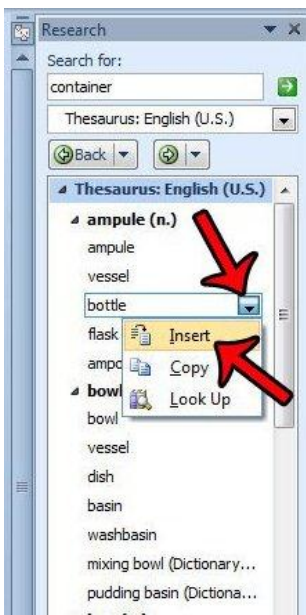 Research
Search for:
container
Thesaurus: English (U.S.)
Back
Thesaurus: English (U.S.)
ampule (n.)
ampule
vessel
bottle
flask
Insert
Copy
Look Up
bowl
vessel
dish
basin
washbasin
mixing bowl (Dictionary...
pudding basin (Dictiona...